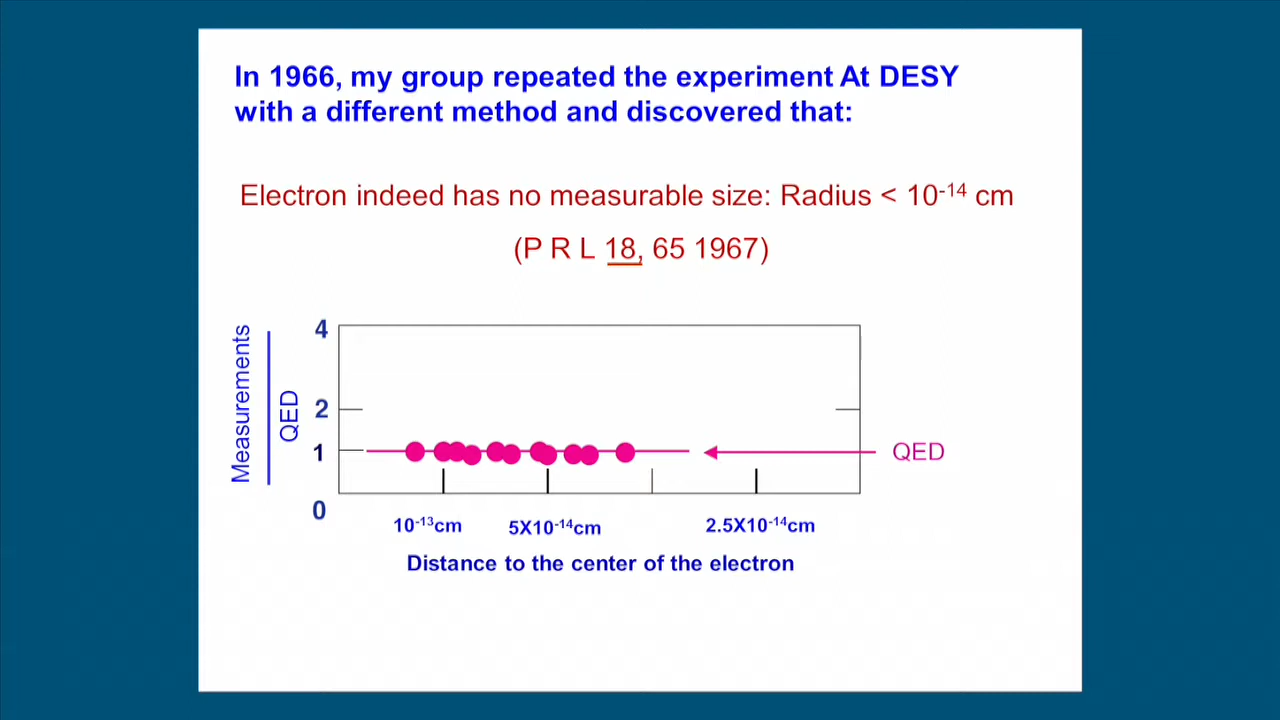 In 1966, my group repeated the experiment At DESY
with a different method and discovered that:
Electron indeed has no measurable size: Radius < 10⁻¹⁴ cm
(P R L 18, 65 1967)
Measurements
QED
4
2
1
0
QED
10⁻¹³cm
5X10⁻¹⁴cm
2.5X10⁻¹⁴cm
Distance to the center of the electron